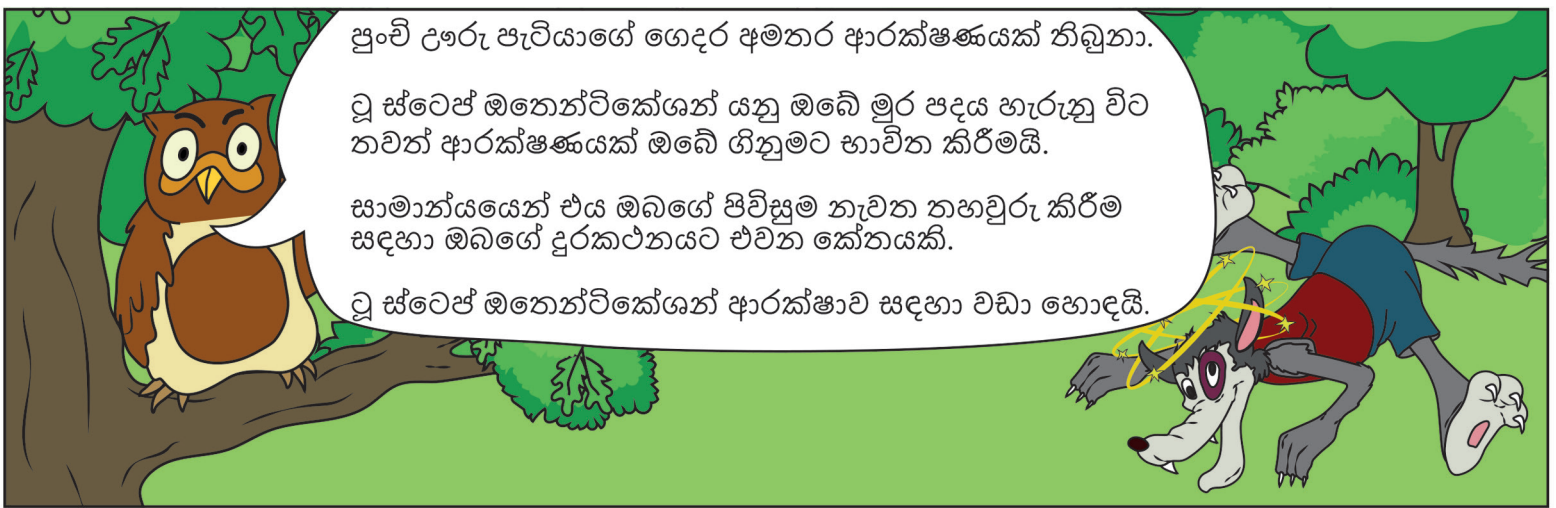 පුංචි ඌරු පැටියාගේ ගෙදර අමතර ආරක්ෂණයක් තිබුනා.
ටූ ස්ටෙප් ඔතෙන්ටිකේශන් යනු ඔබේ මුර පදය හැරුනු විට
තවත් ආරක්ෂණයක් ඔබේ ගිනුමට භාවිත කිරීමයි.
සාමාන්යයෙන් එය ඔබගේ පිවිසුම නැවත තහවුරු කිරීම
සඳහා ඔබගේ දුරකථනයට එවන කේතයකි.
ටූ ස්ටෙප් ඔතෙන්ටිකේශන් ආරක්ෂාව සඳහා වඩා හොඳයි.